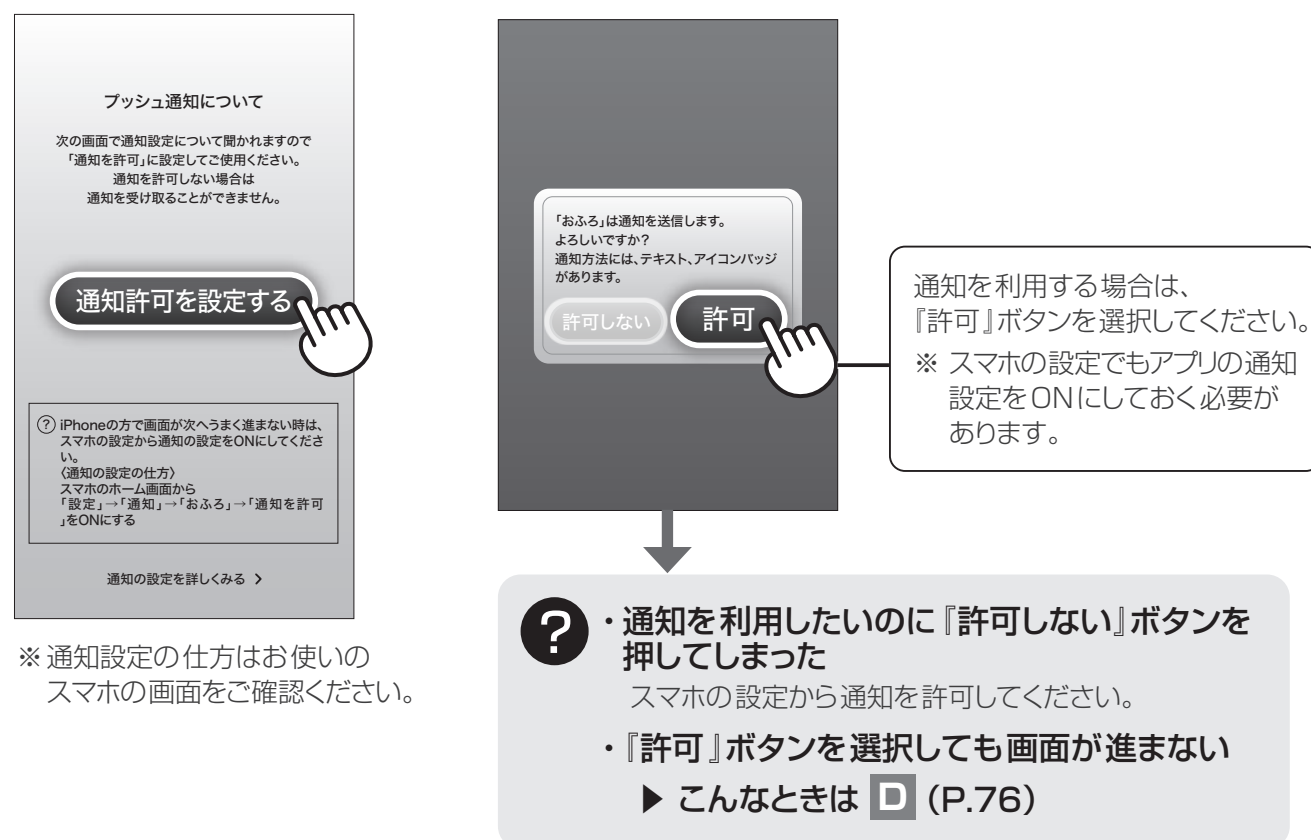 プッシュ通知について
次の画面で通知設定について聞かれますので
「通知を許可」に設定してご使用ください。
通知を許可しない場合は
通知を受け取ることができません。
通知許可を設定する
? iPhoneの方で画面が次へうまく進まない時は、
スマホの設定から通知の設定をONにしてくださ
い。
〈通知の設定の仕方〉
スマホのホーム画面から
「設定」→「通知」→「おふろ」→「通知を許可
」をONにする
通知の設定を詳しくみる >
※ 通知設定の仕方はお使いの
スマホの画面をご確認ください。
「おふろ」は通知を送信します。
よろしいですか?
通知方法には、テキスト、アイコンバッジ
があります。
許可しない
許可
通知を利用する場合は、
『許可』ボタンを選択してください。
※ スマホの設定でもアプリの通知
設定をONにしておく必要が
あります。
? ・通知を利用したいのに『許可しない』ボタンを
押してしまった
スマホの設定から通知を許可してください。
・『許可』ボタンを選択しても画面が進まない
▶ こんなときは D (P.76)